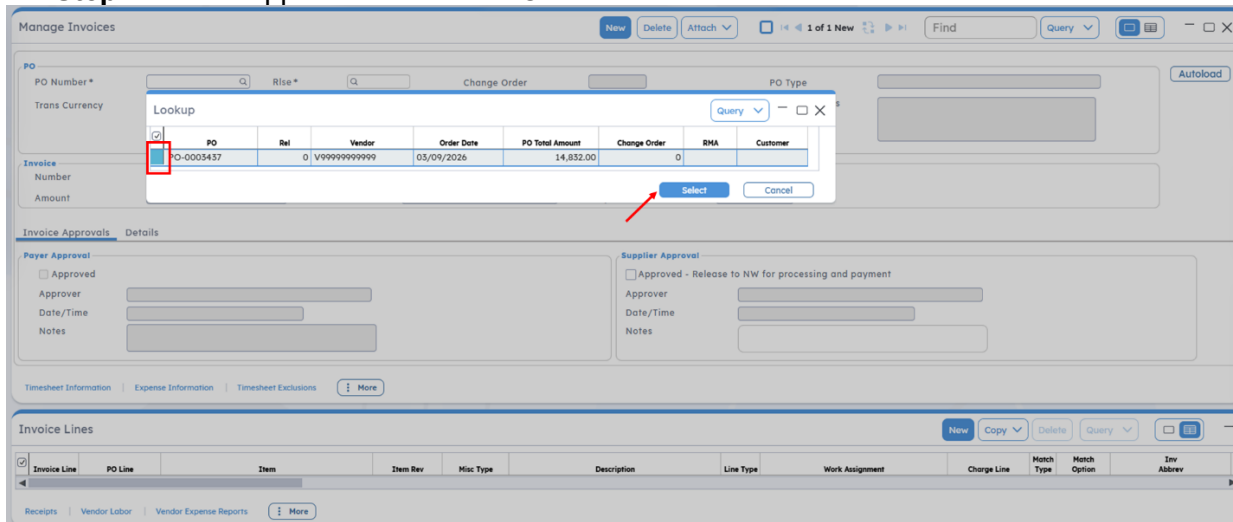 Manage Invoices New Delete Attach 1 of 1 New Find Query
PO
PO Number * Rlse * Change Order PO Type Autoload
Trans Currency
Lookup Query
PO Rel Vendor Order Date PO Total Amount Change Order RMA Customer
PO-0003437 0 V99999999999 03/09/2026 14,832.00 0
Select Cancel
Invoice
Number
Amount
Invoice Approvals Details
Payer Approval Supplier Approval
Approved Approved - Release to NW for processing and payment
Approver Approver
Date/Time Date/Time
Notes Notes
Timesheet Information | Expense Information | Timesheet Exclusions More
Invoice Lines New Copy Delete Query
Invoice Line PO Line Item Item Rev Misc Type Description Line Type Work Assignment Charge Line Match Type Match Option Inv Abbrev
Receipts | Vendor Labor | Vendor Expense Reports More